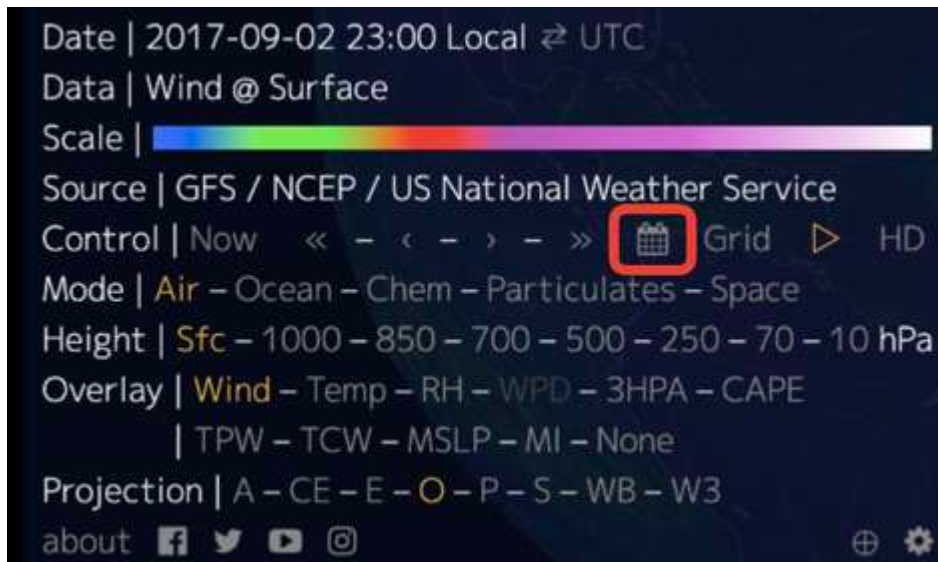 Date | 2017-09-02 23:00 Local ⇄ UTC
Data | Wind @ Surface
Scale |
Source | GFS / NCEP / US National Weather Service
Control | Now « – ‹ – › – » Grid ▷ HD
Mode | Air – Ocean – Chem – Particulates – Space
Height | Sfc – 1000 – 850 – 700 – 500 – 250 – 70 – 10 hPa
Overlay | Wind – Temp – RH – WPD – 3HPA – CAPE
| TPW – TCW – MSLP – MI – None
Projection | A – CE – E – O – P – S – WB – W3
about